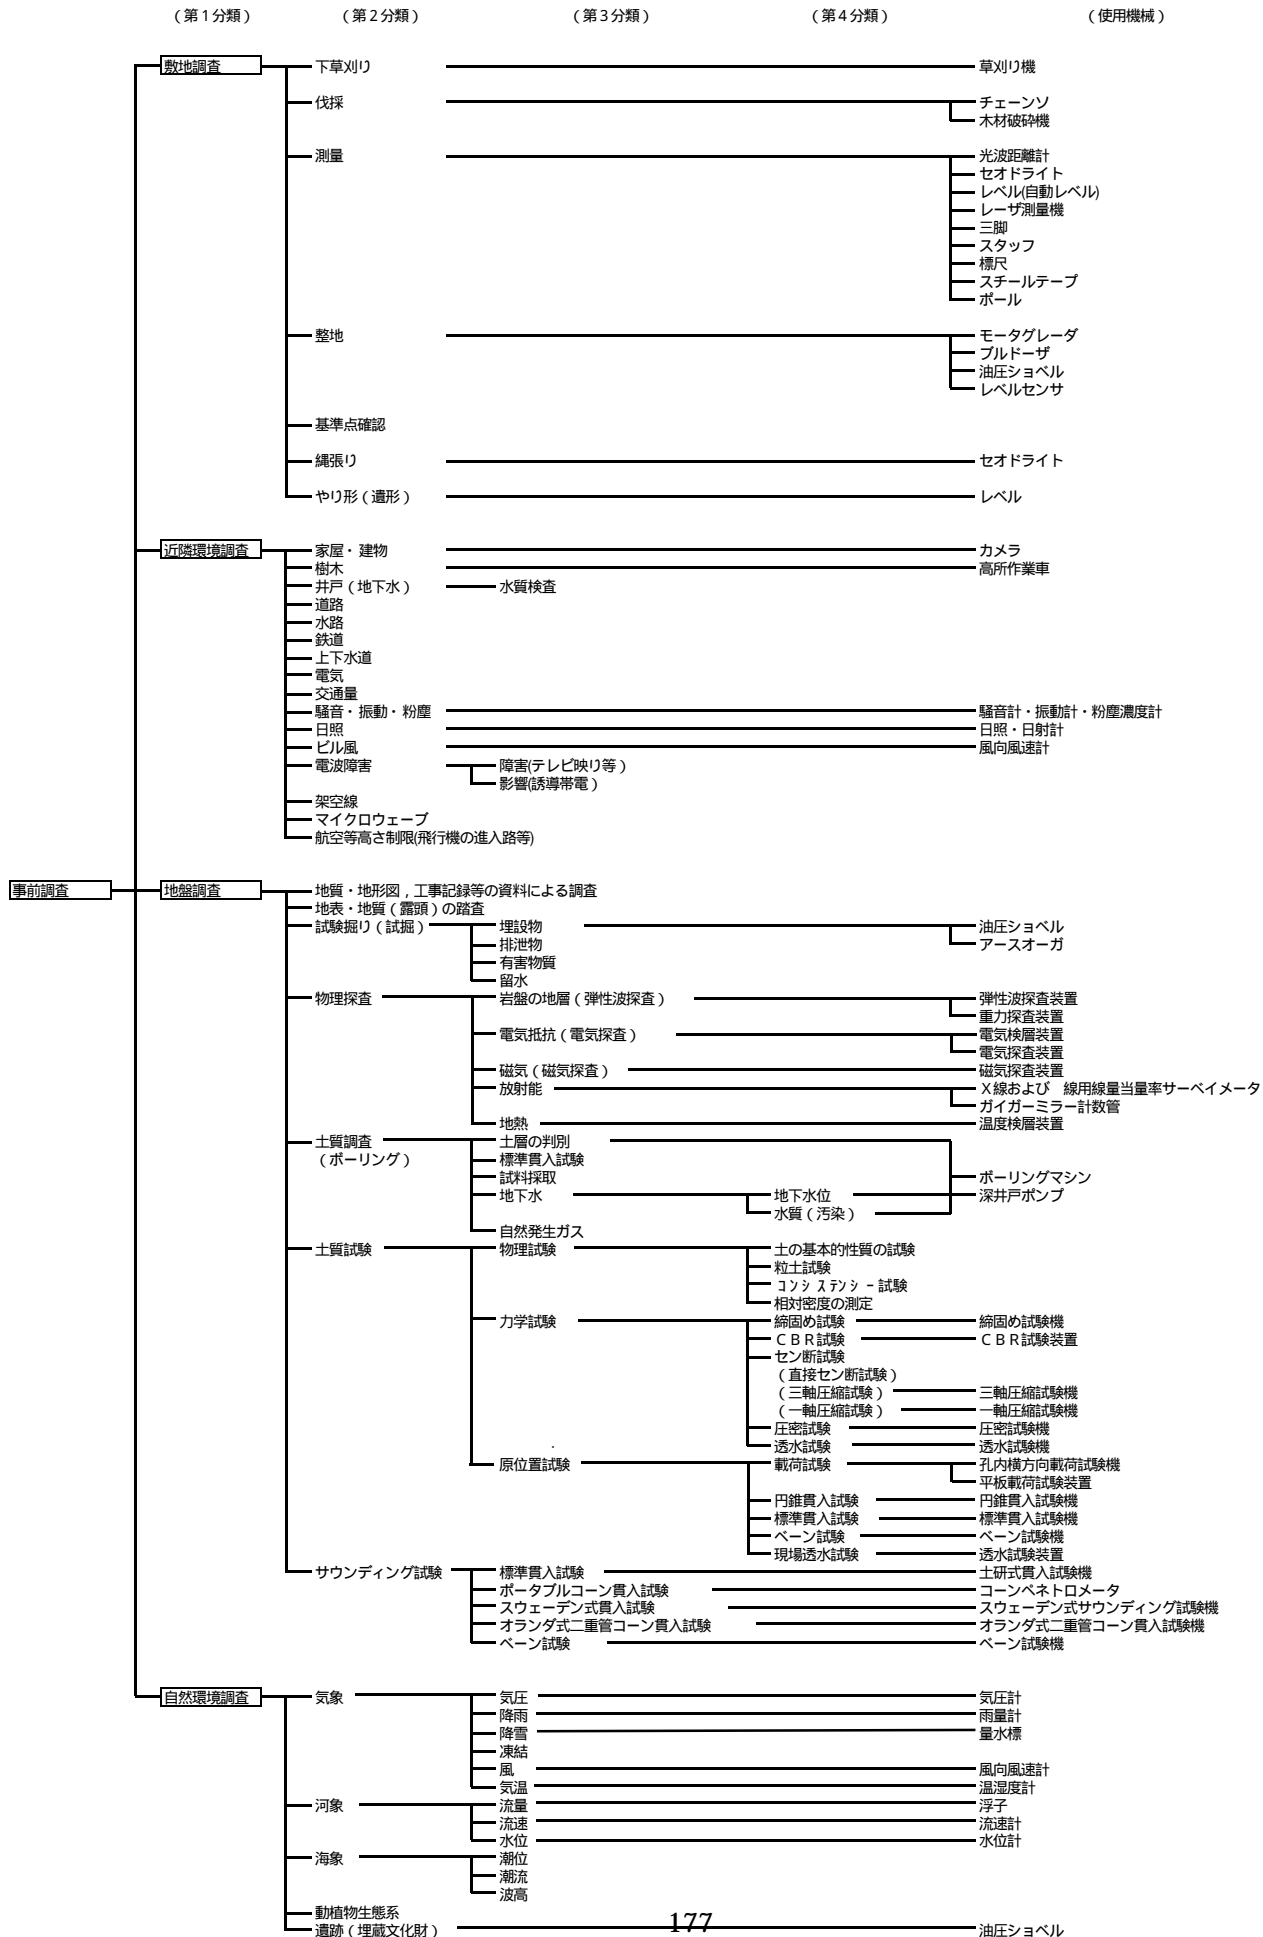 （第１分類） （第２分類） （第３分類） （第４分類） （使用機械）
敷地調査 下草刈り 草刈り機
伐採 チェーンソ
木材破砕機
測量 光波距離計
セオドライト
レベル(自動レベル)
レーザ測量機
三脚
スタッフ
標尺
スチールテープ
ポール
整地 モータグレーダ
ブルドーザ
油圧ショベル
レベルセンサ
基準点確認
縄張り セオドライト
やり形（遺形） レベル
近隣環境調査 家屋・建物 カメラ
樹木 高所作業車
井戸（地下水） 水質検査
道路
水路
鉄道
上下水道
電気
交通量
騒音・振動・粉塵 騒音計・振動計・粉塵濃度計
日照 日照・日射計
ビル風 風向風速計
電波障害 障害(テレビ映り等）
影響(誘導帯電）
架空線
マイクロウェーブ
航空等高さ制限(飛行機の進入路等)
事前調査 地盤調査 地質・地形図，工事記録等の資料による調査
地表・地質（露頭）の踏査
試験掘り（試掘） 埋設物 油圧ショベル
排泄物 アースオーガ
有害物質
留水
物理探査 岩盤の地層（弾性波探査） 弾性波探査装置
重力探査装置
電気抵抗（電気探査） 電気検層装置
電気探査装置
磁気（磁気探査） 磁気探査装置
放射能 Ｘ線および　線用線量当量率サーベイメータ
ガイガーミラー計数管
地熱 温度検層装置
土質調査 土層の判別
（ボーリング） 標準貫入試験
試料採取 ボーリングマシン
地下水 地下水位 深井戸ポンプ
水質（汚染）
自然発生ガス
土質試験 物理試験 土の基本的性質の試験
粒土試験
ｺﾝｼｽﾃﾝｼｰ試験
相対密度の測定
力学試験 締固め試験 締固め試験機
ＣＢＲ試験 ＣＢＲ試験装置
セン断試験
（直接セン断試験）
（三軸圧縮試験） 三軸圧縮試験機
（一軸圧縮試験） 一軸圧縮試験機
圧密試験 圧密試験機
透水試験 透水試験機
原位置試験 載荷試験 孔内横方向載荷試験機
平板載荷試験装置
円錐貫入試験 円錐貫入試験機
標準貫入試験 標準貫入試験機
ベーン試験 ベーン試験機
現場透水試験 透水試験装置
サウンディング試験 標準貫入試験 土研式貫入試験機
ポータブルコーン貫入試験 コーンペネトロメータ
スウェーデン式貫入試験 スウェーデン式サウンディング試験機
オランダ式二重管コーン貫入試験 オランダ式二重管コーン貫入試験機
ベーン試験 ベーン試験機
自然環境調査 気象 気圧 気圧計
降雨 雨量計
降雪 量水標
凍結
風 風向風速計
気温 温湿度計
河象 流量 浮子
流速 流速計
水位 水位計
海象 潮位
潮流
波高
動植物生態系
遺跡（埋蔵文化財） 油圧ショベル
177